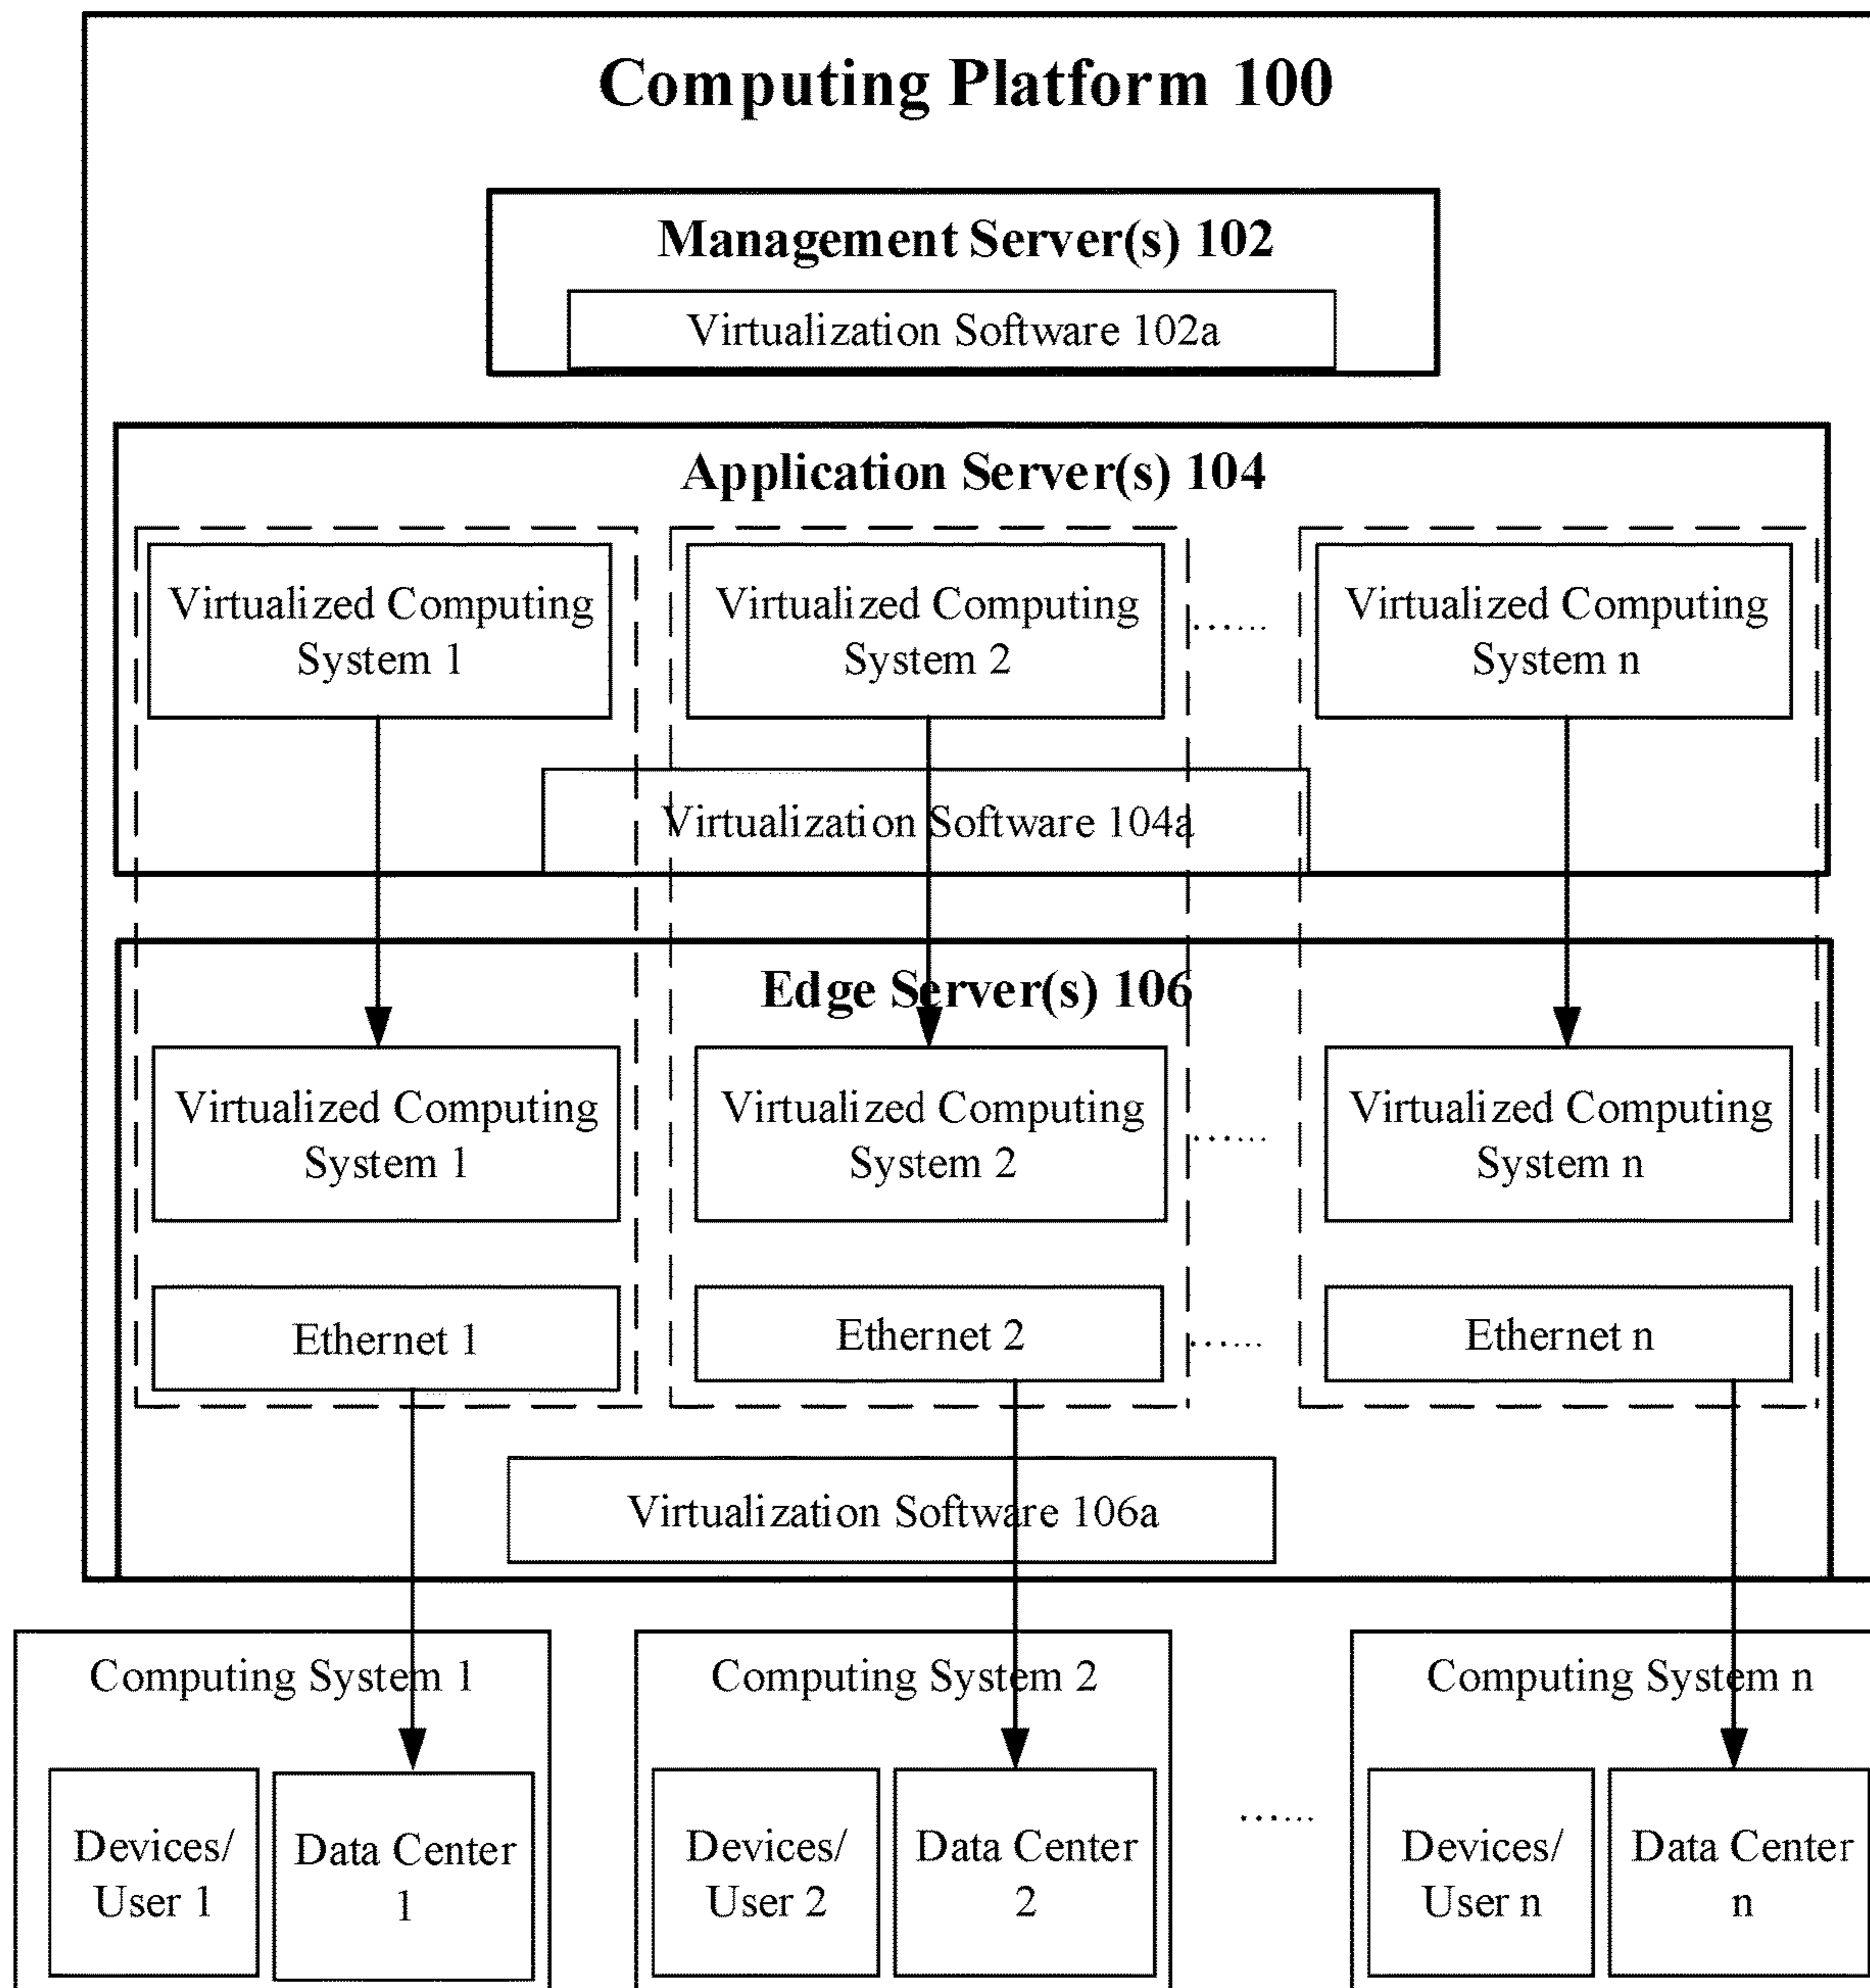 Computing Platform 100
Management Server(s) 102
Virtualization Software 102a
Application Server(s) 104
Virtualized Computing
System 1
Virtualized Computing
System 2
......
Virtualized Computing
System n
Virtualization Software 104a
Edge Server(s) 106
Virtualized Computing
System 1
Virtualized Computing
System 2
......
Virtualized Computing
System n
Ethernet 1
Ethernet 2
......
Ethernet n
Virtualization Software 106a
Computing System 1
Devices/
User 1
Data Center
1
Computing System 2
Devices/
User 2
Data Center
2
......
Computing System n
Devices/
User n
Data Center
n